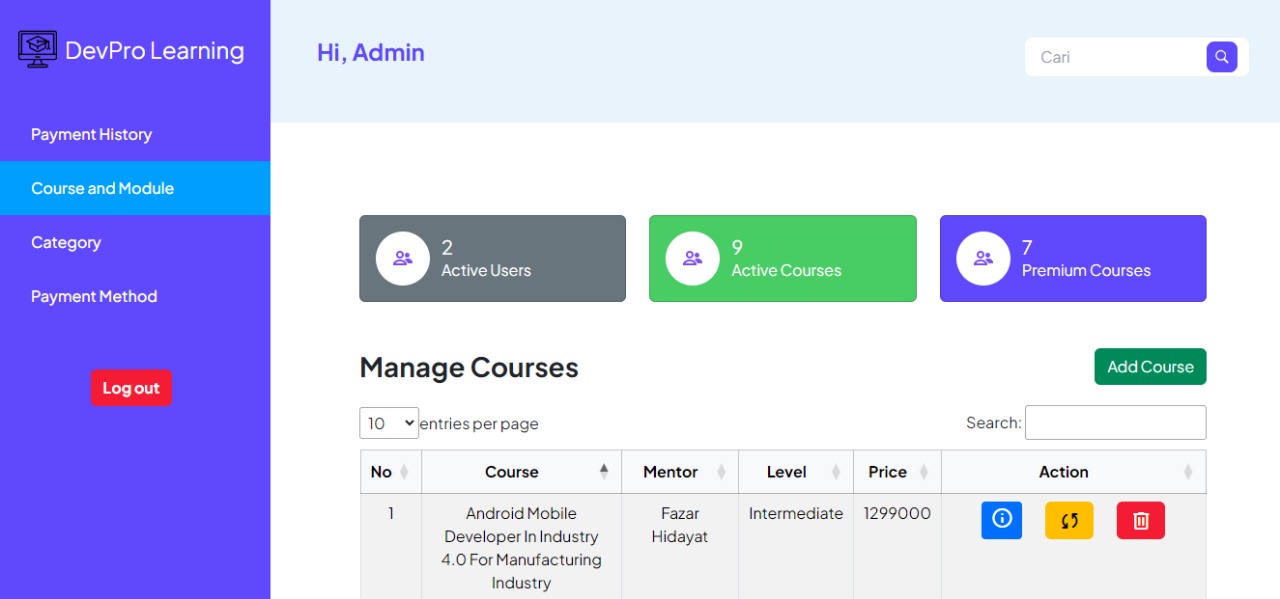 DevPro Learning
Hi, Admin
Cari
Payment History
Course and Module
Category
Payment Method
Log out
2
Active Users
9
Active Courses
7
Premium Courses
Manage Courses
Add Course
10 entries per page
Search:
No Course Mentor Level Price Action
1 Android Mobile Fazar Intermediate 1299000
Developer In Industry Hidayat
4.0 For Manufacturing
Industry